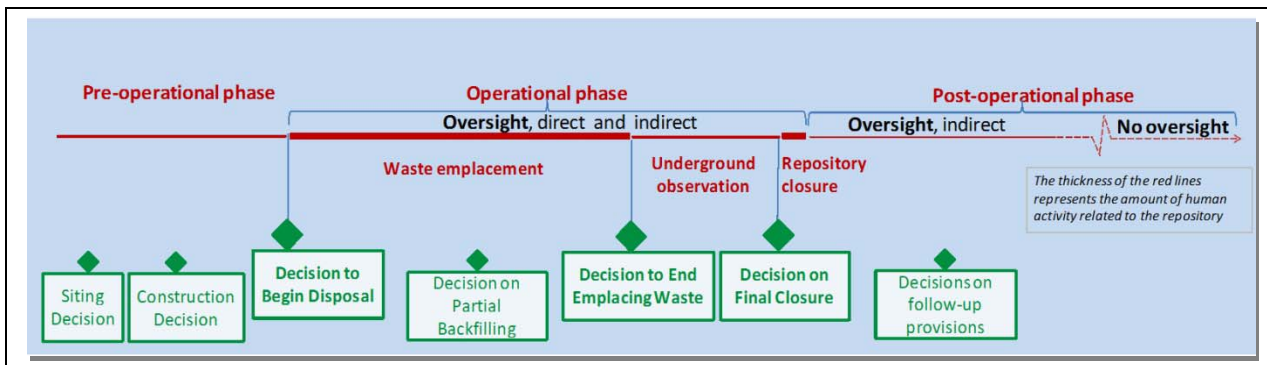 Pre-operational phase
Operational phase
Post-operational phase
Oversight, direct and indirect
Oversight, indirect
No oversight
Waste emplacement
Underground
observation
Repository
closure
The thickness of the red lines
represents the amount of human
activity related to the repository
Siting
Decision
Construction
Decision
Decision to
Begin Disposal
Decision on
Partial
Backfilling
Decision to End
Emplacing Waste
Decision on
Final Closure
Decisions on
follow-up
provisions